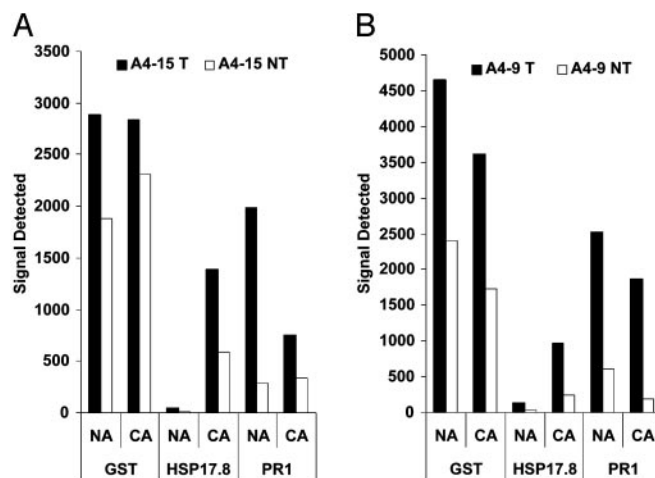 A
A4-15 T
A4-15 NT
Signal Detected
3500
3000
2500
2000
1500
1000
500
0
NA CA NA CA NA CA
GST HSP17.8 PR1
B
A4-9 T
A4-9 NT
Signal Detected
5000
4500
4000
3500
3000
2500
2000
1500
1000
500
0
NA CA NA CA NA CA
GST HSP17.8 PR1